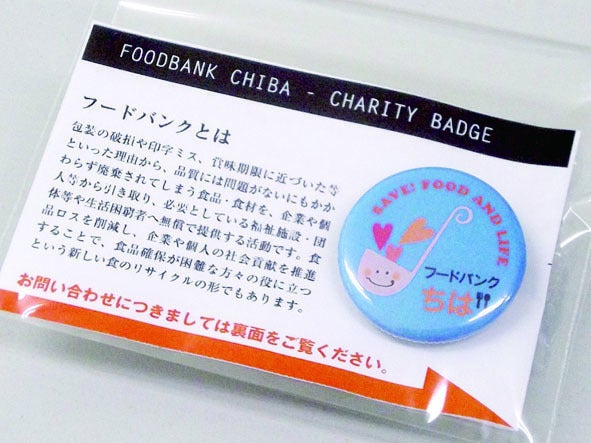 FOODBANK CHIBA - CHARITY BADGE
フードバンクとは
包装の破損や印字ミス、賞味期限に近づいた等
といった理由から、品質には問題がないにもかか
わらず廃棄されてしまう食品・食材を、企業や個
人等から引き取り、必要としている福祉施設・団
体等や生活困窮者へ無償で提供する活動です。食
品ロスを削減し、企業や個人の社会貢献を推進
することで、食品確保が困難な方々の役に立つ
という新しい食のリサイクルの形でもあります。
お問い合わせにつきましては裏面をご覧ください。
SAVE! FOOD AND LIFE
フードバンク
ちば